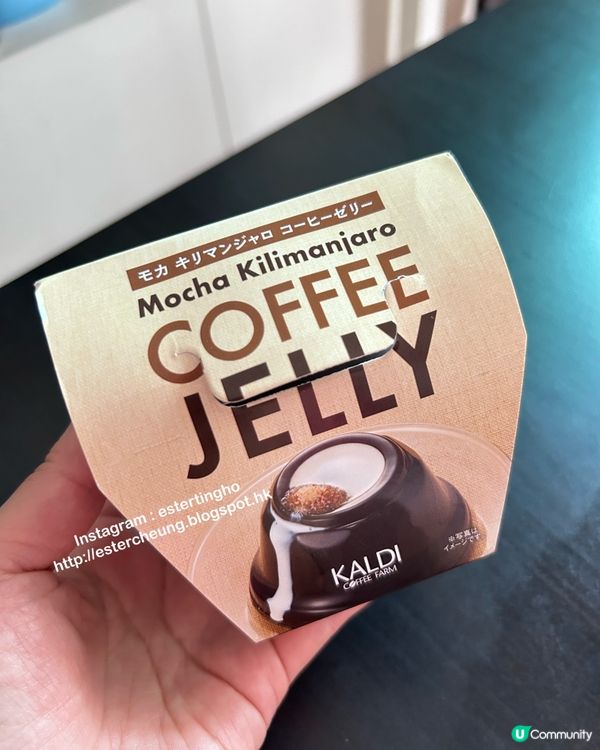 モカ キリマンジャロ コーヒーゼリー
Mocha Kilimanjaro
COFFEE
JELLY
Instagram : estertingho
http://estercheung.blogspot.hk
KALDI
COFFEE FARM
※写真は
イメージです
U Community